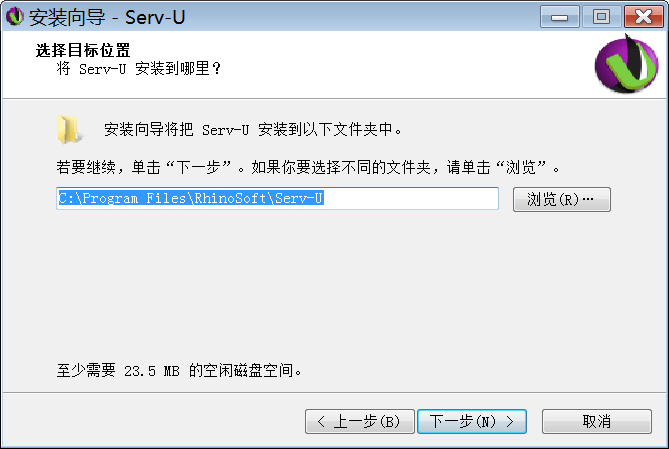 安装向导 - Serv-U
选择目标位置
将 Serv-U 安装到哪里？
安装向导将把 Serv-U 安装到以下文件夹中。
若要继续，单击“下一步”。如果你要选择不同的文件夹，请单击“浏览”。
C:\Program Files\RhinoSoft\Serv-U
浏览(R)…
至少需要 23.5 MB 的空闲磁盘空间。
< 上一步(B)
下一步(N) >
取消